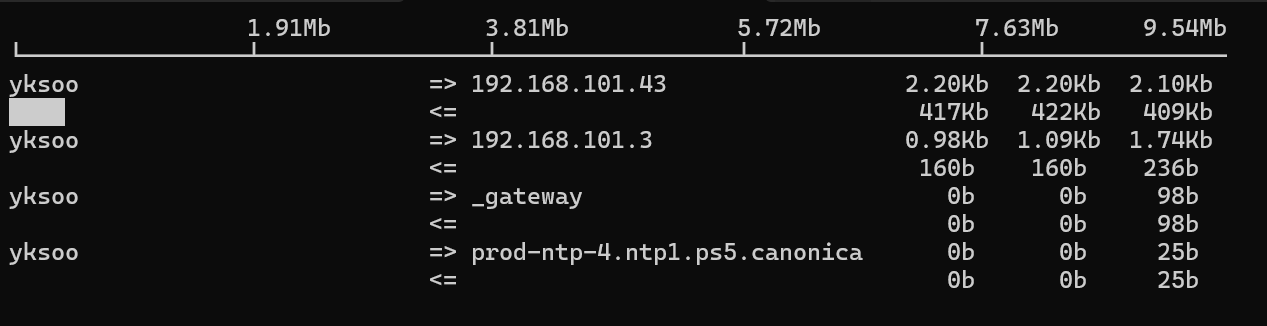 1.91Mb 3.81Mb 5.72Mb 7.63Mb 9.54Mb
yksoo => 192.168.101.43 2.20Kb 2.20Kb 2.10Kb
<= 417Kb 422Kb 409Kb
yksoo => 192.168.101.3 0.98Kb 1.09Kb 1.74Kb
<= 160b 160b 236b
yksoo => _gateway 0b 0b 98b
<= 0b 0b 98b
yksoo => prod-ntp-4.ntp1.ps5.canonica 0b 0b 25b
<= 0b 0b 25b